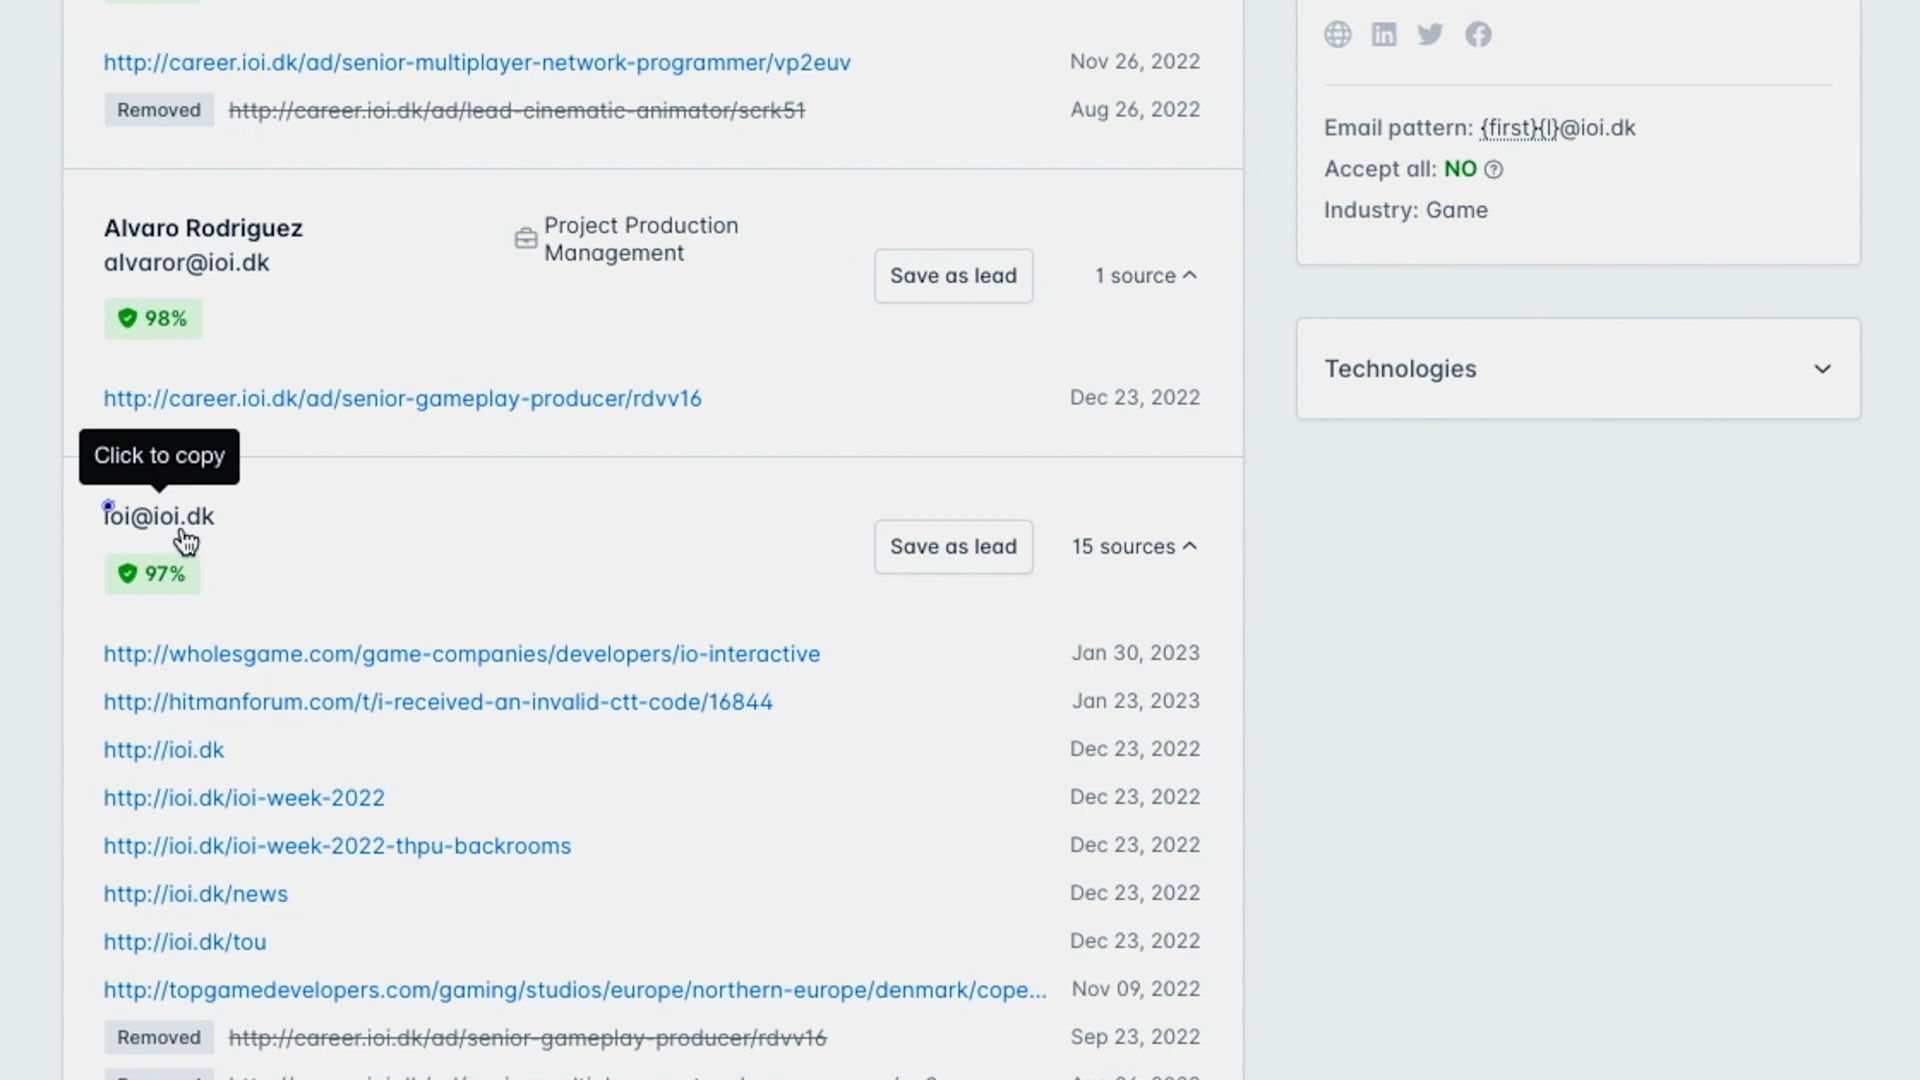 http://career.ioi.dk/ad/senior-multiplayer-network-programmer/vp2euv Nov 26, 2022
Removed http://career.ioi.dk/ad/lead-cinematic-animator/scrk51 Aug 26, 2022
Alvaro Rodriguez
alvaror@ioi.dk
Project Production
Management
Save as lead
1 source
98%
http://career.ioi.dk/ad/senior-gameplay-producer/rdvv16 Dec 23, 2022
Click to copy
ioi@ioi.dk
Save as lead
15 sources
97%
http://wholesgame.com/game-companies/developers/io-interactive Jan 30, 2023
http://hitmanforum.com/t/i-received-an-invalid-ctt-code/16844 Jan 23, 2023
http://ioi.dk Dec 23, 2022
http://ioi.dk/ioi-week-2022 Dec 23, 2022
http://ioi.dk/ioi-week-2022-thpu-backrooms Dec 23, 2022
http://ioi.dk/news Dec 23, 2022
http://ioi.dk/tou Dec 23, 2022
http://topgamedevelopers.com/gaming/studios/europe/northern-europe/denmark/cope... Nov 09, 2022
Removed http://career.ioi.dk/ad/senior-gameplay-producer/rdvv16 Sep 23, 2022
Email pattern: {first}{l}@ioi.dk
Accept all: NO
Industry: Game
Technologies